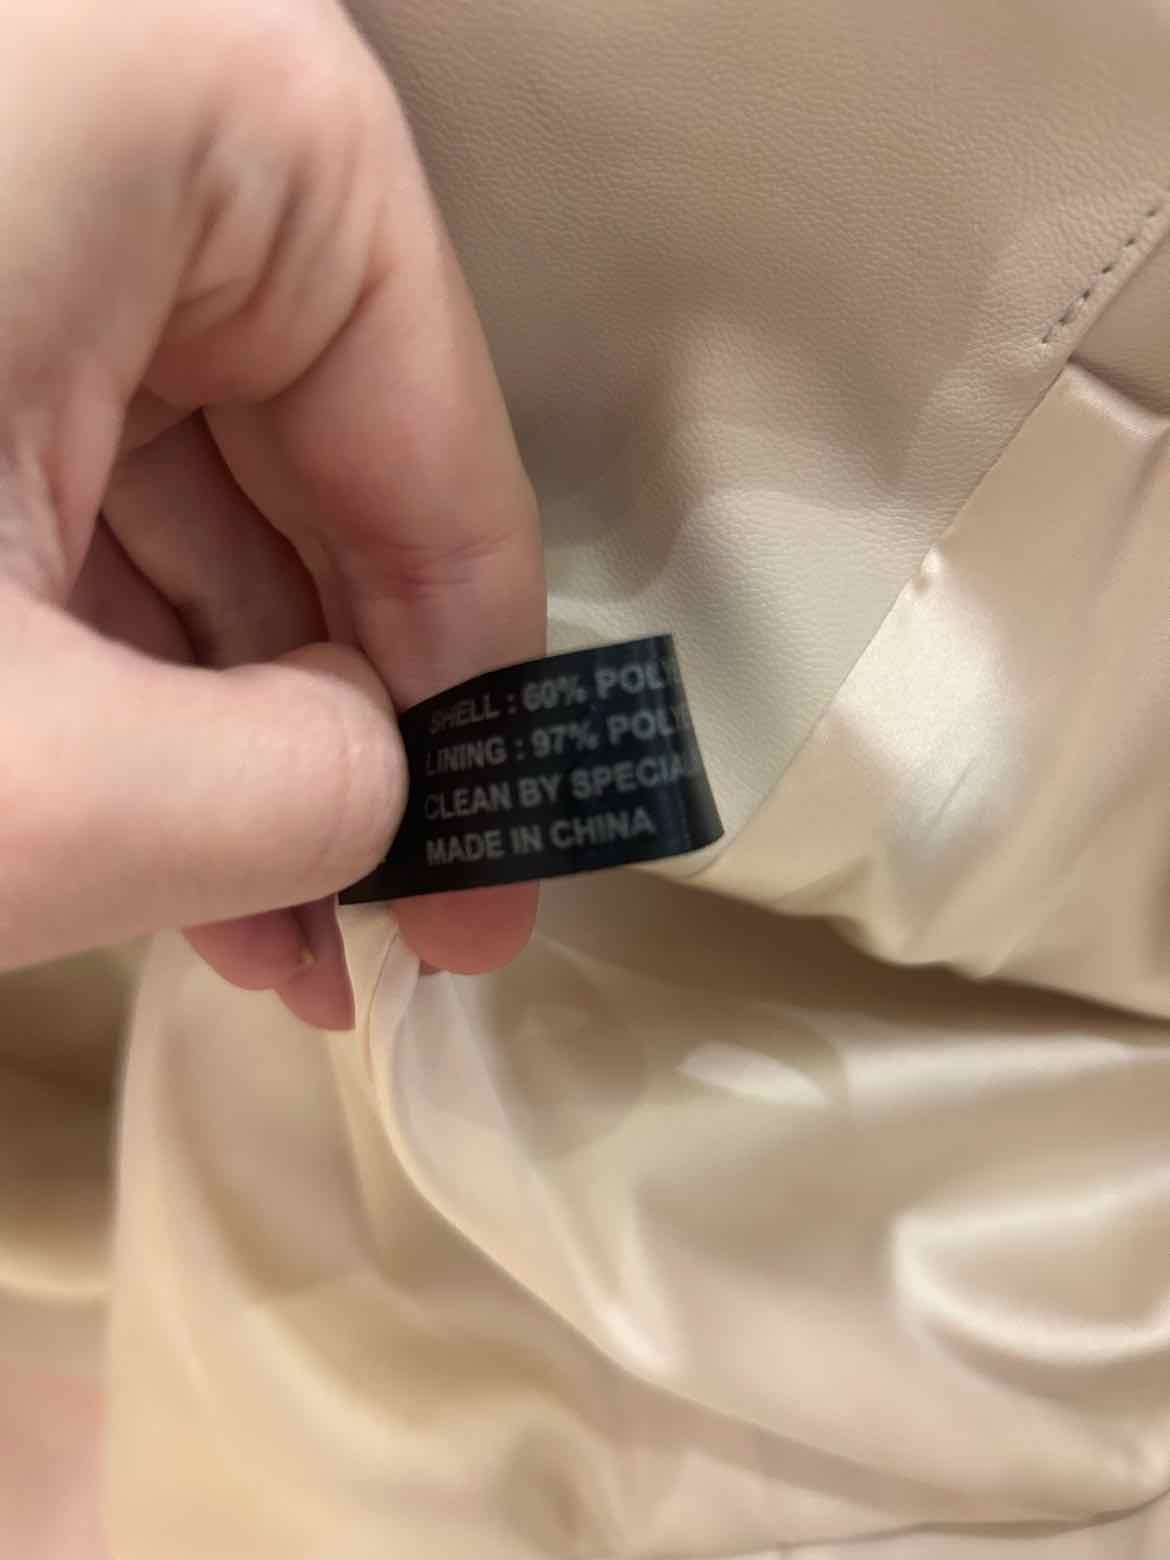 SHELL : 60% POLY
LINING : 97% POLY
CLEAN BY SPECIAL
MADE IN CHINA